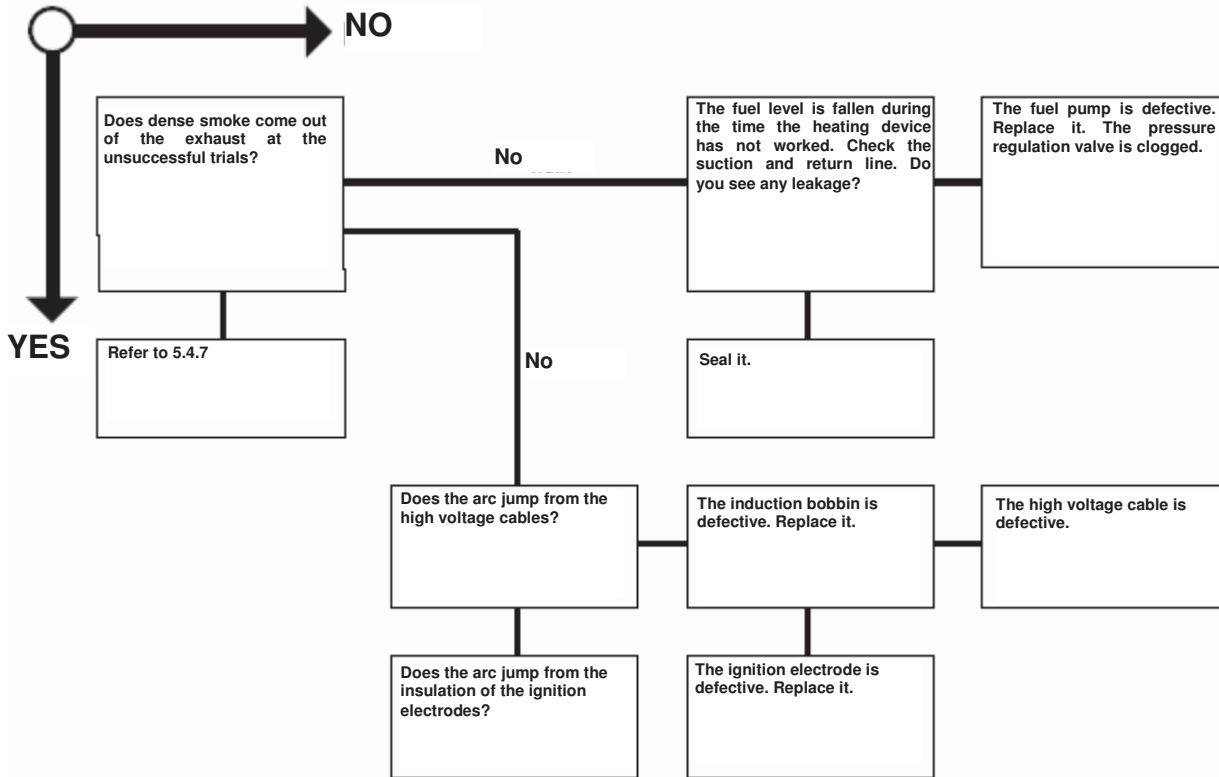 NO
Does dense smoke come out
of the exhaust at the
unsuccessful trials?
No
The fuel level is fallen during
the time the heating device
has not worked. Check the
suction and return line. Do
you see any leakage?
The fuel pump is defective.
Replace it. The pressure
regulation valve is clogged.
YES
Refer to 5.4.7
No
Seal it.
Does the arc jump from the
high voltage cables?
The induction bobbin is
defective. Replace it.
The high voltage cable is
defective.
Does the arc jump from the
insulation of the ignition
electrodes?
The ignition electrode is
defective. Replace it.